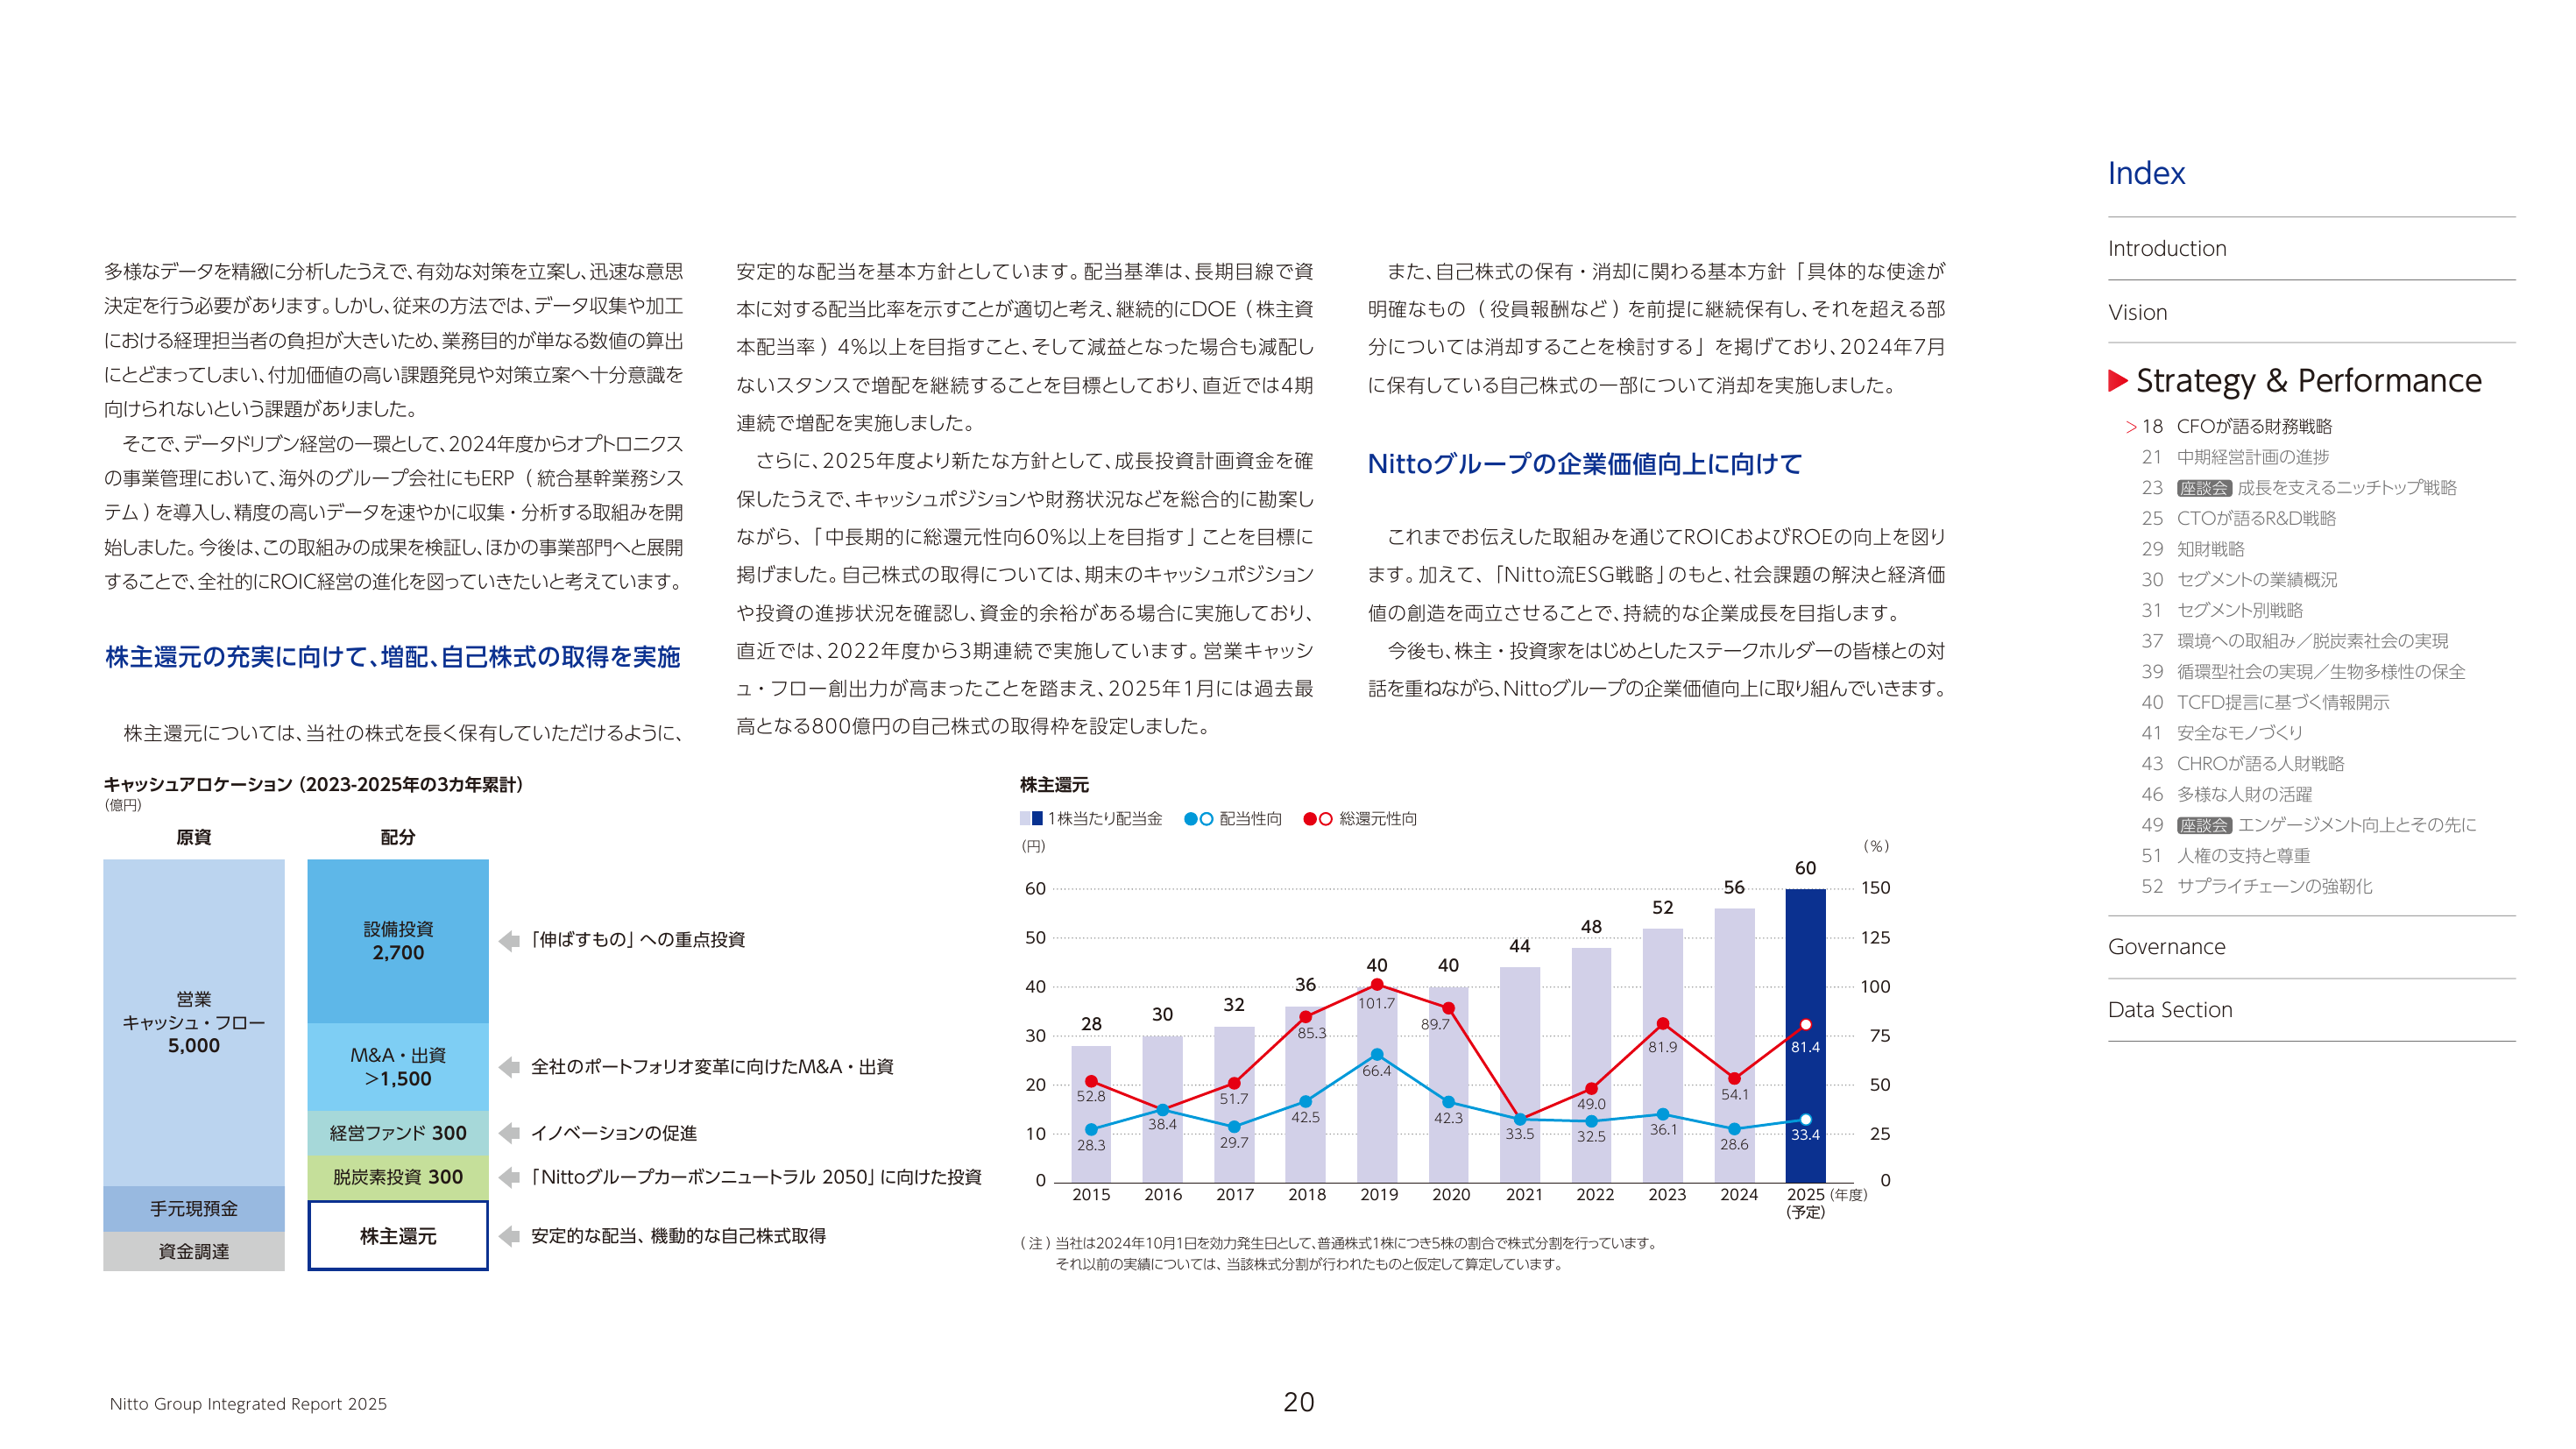 多様なデータを精緻に分析したうえで、有効な対策を立案し、迅速な意思
決定を行う必要があります。しかし、従来の方法では、データ収集や加工
における経理担当者の負担が大きいため、業務目的が単なる数値の算出
にとどまってしまい、付加価値の高い課題発見や対策立案へ十分意識を
向けられないという課題がありました。
そこで、データドリブン経営の一環として、2024年度からオプトロニクス
の事業管理において、海外のグループ会社にもERP（統合基幹業務シス
テム）を導入し、精度の高いデータを速やかに収集・分析する取組みを開
始しました。今後は、この取組みの成果を検証し、ほかの事業部門へと展開
することで、全社的にROIC経営の進化を図っていきたいと考えています。
株主還元の充実に向けて、増配、自己株式の取得を実施
株主還元については、当社の株式を長く保有していただけるように、
安定的な配当を基本方針としています。配当基準は、長期目線で資
本に対する配当比率を示すことが適切と考え、継続的にDOE（株主資
本配当率）4%以上を目指すこと、そして減益となった場合も減配し
ないスタンスで増配を継続することを目標としており、直近では4期
連続で増配を実施しました。
さらに、2025年度より新たな方針として、成長投資計画資金を確
保したうえで、キャッシュポジションや財務状況などを総合的に勘案し
ながら、「中長期的に総還元性向60%以上を目指す」ことを目標に
掲げました。自己株式の取得については、期末のキャッシュポジション
や投資の進捗状況を確認し、資金的余裕がある場合に実施しており、
直近では、2022年度から3期連続で実施しています。営業キャッシ
ュ・フロー創出力が高まったことを踏まえ、2025年1月には過去最
高となる800億円の自己株式の取得枠を設定しました。
また、自己株式の保有・消却に関わる基本方針「具体的な使途が
明確なもの（役員報酬など）を前提に継続保有し、それを超える部
分については消却することを検討する」を掲げており、2024年7月
に保有している自己株式の一部について消却を実施しました。
Nittoグループの企業価値向上に向けて
これまでお伝えした取組みを通じてROICおよびROEの向上を図り
ます。加えて、「Nitto流ESG戦略」のもと、社会課題の解決と経済価
値の創造を両立させることで、持続的な企業成長を目指します。
今後も、株主・投資家をはじめとしたステークホルダーの皆様との対
話を重ねながら、Nittoグループの企業価値向上に取り組んでいきます。
キャッシュアロケーション（2023-2025年の3カ年累計）
（億円）
原資 配分
営業
キャッシュ・フロー
5,000
手元現預金
資金調達
設備投資
2,700
「伸ばすもの」への重点投資
M&A・出資
>1,500
全社のポートフォリオ変革に向けたM&A・出資
経営ファンド 300
イノベーションの促進
脱炭素投資 300
「Nittoグループカーボンニュートラル 2050」に向けた投資
株主還元
安定的な配当、機動的な自己株式取得
株主還元
1株当たり配当金 配当性向 総還元性向
（円） （%）
60 50 40 30 20 10 0
150 125 100 75 50 25 0
28 30 32 36 40 40 44 48 52 56 60
52.8 51.7 85.3 101.7 89.7 49.0 81.9 54.1 81.4
28.3 38.4 29.7 42.5 66.4 42.3 33.5 32.5 36.1 28.6 33.4
2015 2016 2017 2018 2019 2020 2021 2022 2023 2024 2025（年度）
（予定）
（注）当社は2024年10月1日を効力発生日として、普通株式1株につき5株の割合で株式分割を行っています。
それ以前の実績については、当該株式分割が行われたものと仮定して算定しています。
Index
Introduction
Vision
Strategy & Performance
> 18 CFOが語る財務戦略
21 中期経営計画の進捗
23 座談会 成長を支えるニッチトップ戦略
25 CTOが語るR&D戦略
29 知財戦略
30 セグメントの業績概況
31 セグメント別戦略
37 環境への取組み／脱炭素社会の実現
39 循環型社会の実現／生物多様性の保全
40 TCFD提言に基づく情報開示
41 安全なモノづくり
43 CHROが語る人財戦略
46 多様な人財の活躍
49 座談会 エンゲージメント向上とその先に
51 人権の支持と尊重
52 サプライチェーンの強靭化
Governance
Data Section
Nitto Group Integrated Report 2025
20